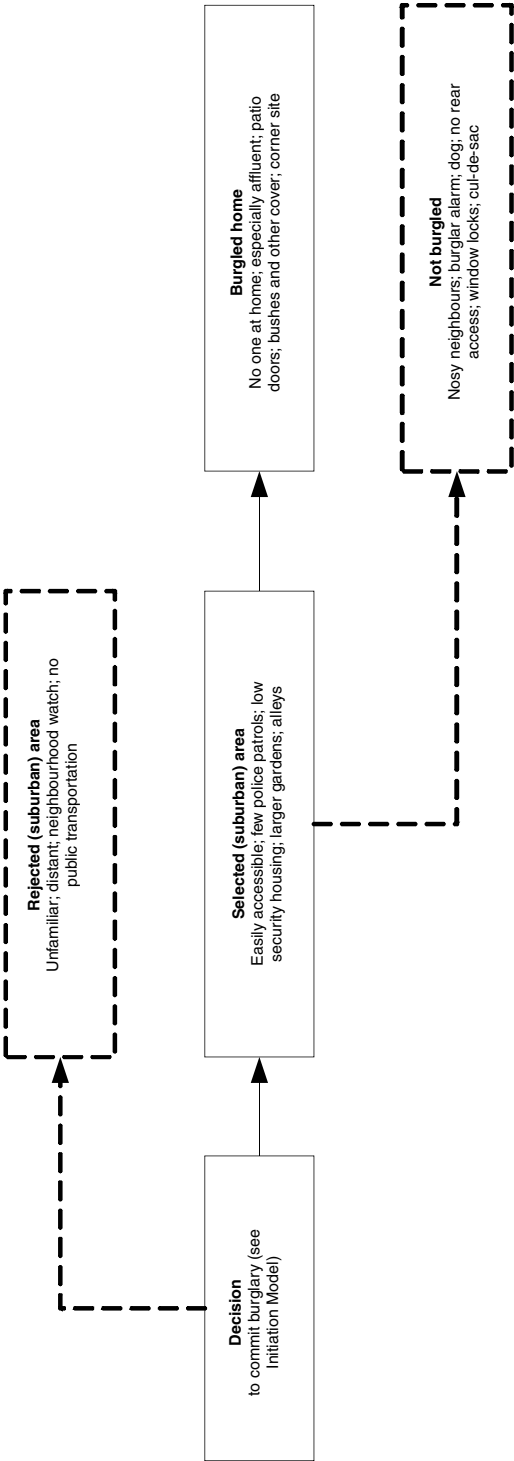 Decision
to commit burglary (see
Initiation Model)
Rejected (suburban) area
Unfamiliar; distant; neighbourhood watch; no
public transportation
Selected (suburban) area
Easily accessible; few police patrols; low
security housing; larger gardens; alleys
Burgled home
No one at home; especially affluent; patio
doors; bushes and other cover; corner site
Not burgled
Nosy neighbours; burglar alarm; dog; no rear
access; window locks; cul-de-sac